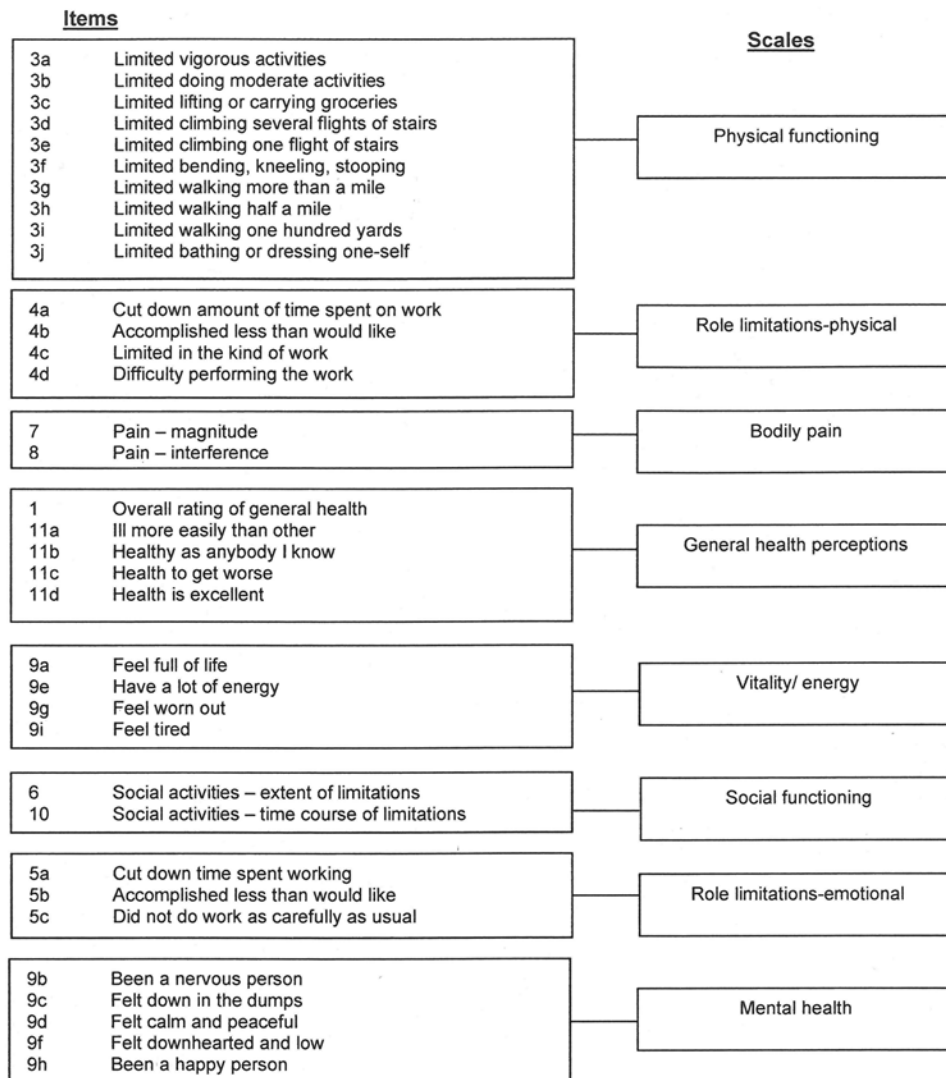 Items
Scales
3a Limited vigorous activities
3b Limited doing moderate activities
3c Limited lifting or carrying groceries
3d Limited climbing several flights of stairs
3e Limited climbing one flight of stairs
3f Limited bending, kneeling, stooping
3g Limited walking more than a mile
3h Limited walking half a mile
3i Limited walking one hundred yards
3j Limited bathing or dressing one-self
Physical functioning
4a Cut down amount of time spent on work
4b Accomplished less than would like
4c Limited in the kind of work
4d Difficulty performing the work
Role limitations-physical
7 Pain – magnitude
8 Pain – interference
Bodily pain
1 Overall rating of general health
11a Ill more easily than other
11b Healthy as anybody I know
11c Health to get worse
11d Health is excellent
General health perceptions
9a Feel full of life
9e Have a lot of energy
9g Feel worn out
9i Feel tired
Vitality/ energy
6 Social activities – extent of limitations
10 Social activities – time course of limitations
Social functioning
5a Cut down time spent working
5b Accomplished less than would like
5c Did not do work as carefully as usual
Role limitations-emotional
9b Been a nervous person
9c Felt down in the dumps
9d Felt calm and peaceful
9f Felt downhearted and low
9h Been a happy person
Mental health